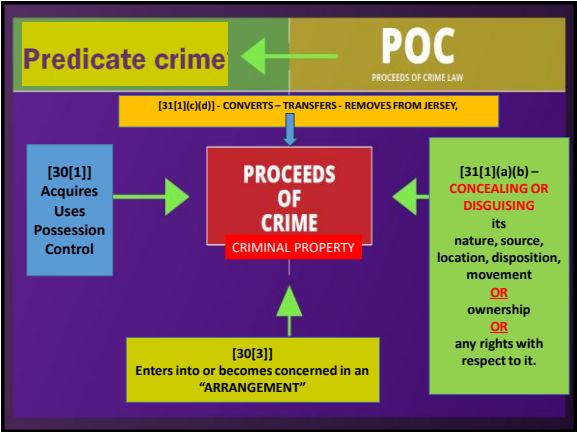 Predicate crime
POC
PROCEEDS OF CRIME LAW
[31[1](c)(d)] - CONVERTS – TRANSFERS - REMOVES FROM JERSEY,
[30[1]]
Acquires
Uses
Possession
Control
PROCEEDS
OF
CRIME
CRIMINAL PROPERTY
[31[1](a)(b) –
CONCEALING OR
DISGUISING
its
nature, source,
location, disposition,
movement
OR
ownership
OR
any rights with
respect to it.
[30[3]]
Enters into or becomes concerned in an
“ARRANGEMENT”